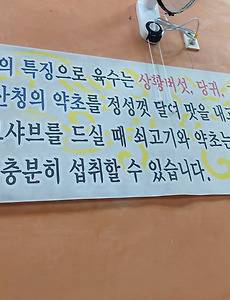 의 특징으로 육수는 상황버섯, 당귀,
산청의 약초를 정성껏 달여 맛을 내고
샤브를 드실 때 쇠고기와 약초는
충분히 섭취할 수 있습니다.